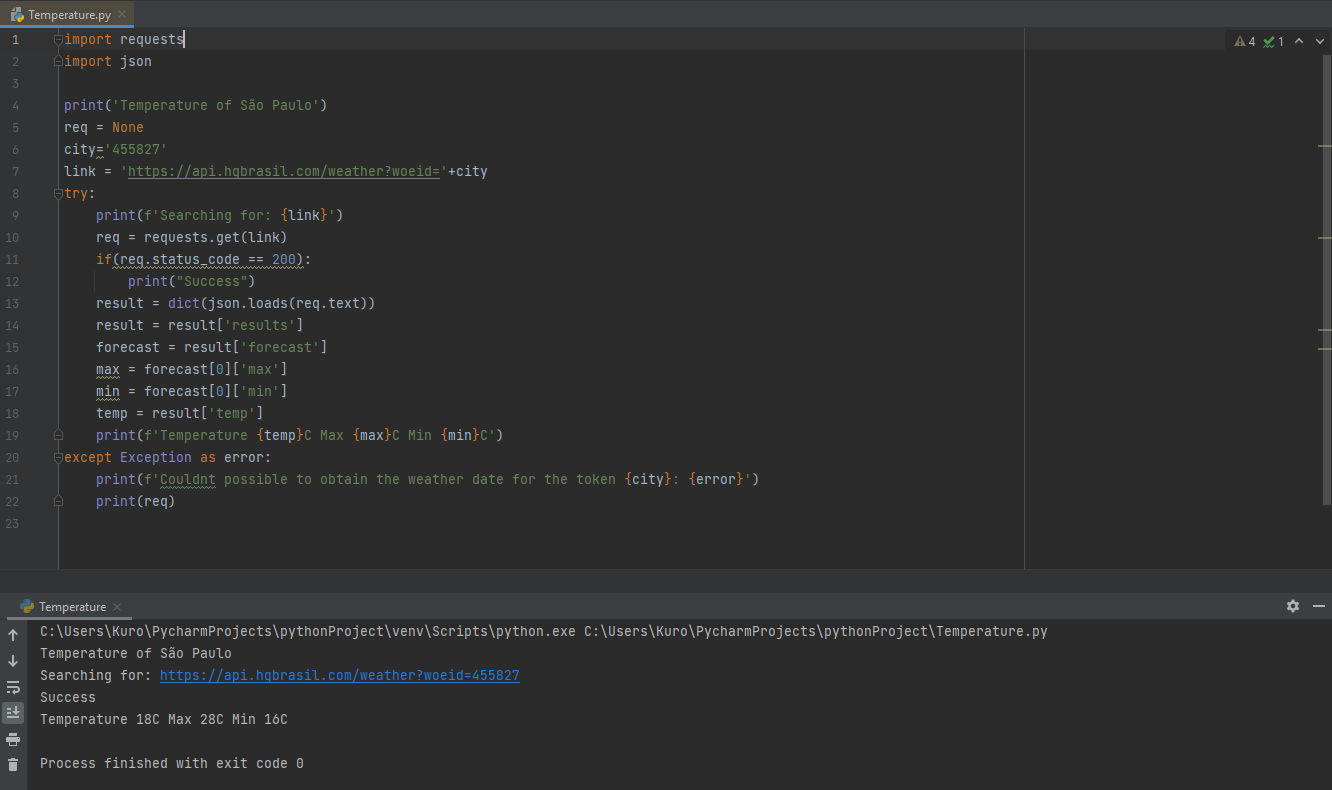 Temperature.py
1 import requests
4 1
2 import json
3
4 print('Temperature of São Paulo')
5 req = None
6 city='455827'
7 link = 'https://api.hqbrasil.com/weather?woeid='+city
8 try:
9     print(f'Searching for: {link}')
10     req = requests.get(link)
11     if(req.status_code == 200):
12         print("Success")
13     result = dict(json.loads(req.text))
14     result = result['results']
15     forecast = result['forecast']
16     max = forecast[0]['max']
17     min = forecast[0]['min']
18     temp = result['temp']
19     print(f'Temperature {temp}C Max {max}C Min {min}C')
20 except Exception as error:
21     print(f'Couldnt possible to obtain the weather date for the token {city}: {error}')
22     print(req)
23
Temperature
C:\Users\Kuro\PycharmProjects\pythonProject\venv\Scripts\python.exe C:\Users\Kuro\PycharmProjects\pythonProject\Temperature.py
Temperature of São Paulo
Searching for: https://api.hqbrasil.com/weather?woeid=455827
Success
Temperature 18C Max 28C Min 16C
Process finished with exit code 0